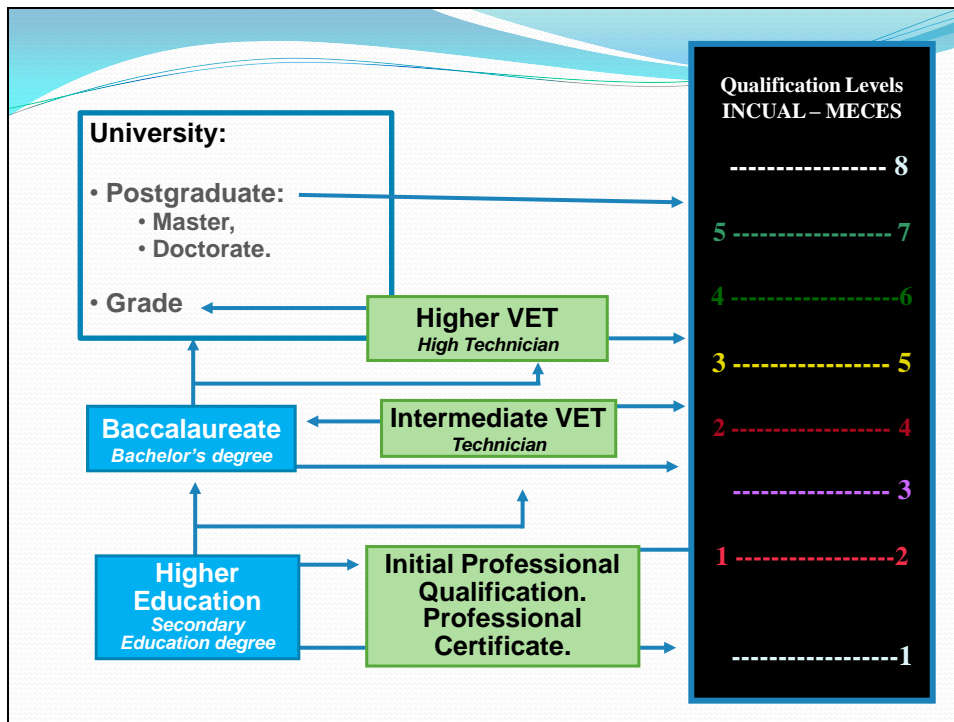 University:
• Postgraduate:
• Master,
• Doctorate.
• Grade
Higher VET
High Technician
Baccalaureate
Bachelor's degree
Intermediate VET
Technician
Higher
Education
Secondary
Education degree
Initial Professional
Qualification.
Professional
Certificate.
Qualification Levels
INCUAL – MECES
---------------- 8
5 ------------------ 7
4 ------------------6
3 ------------------ 5
2 ------------------ 4
------------------ 3
1 ------------------2
-------------------1